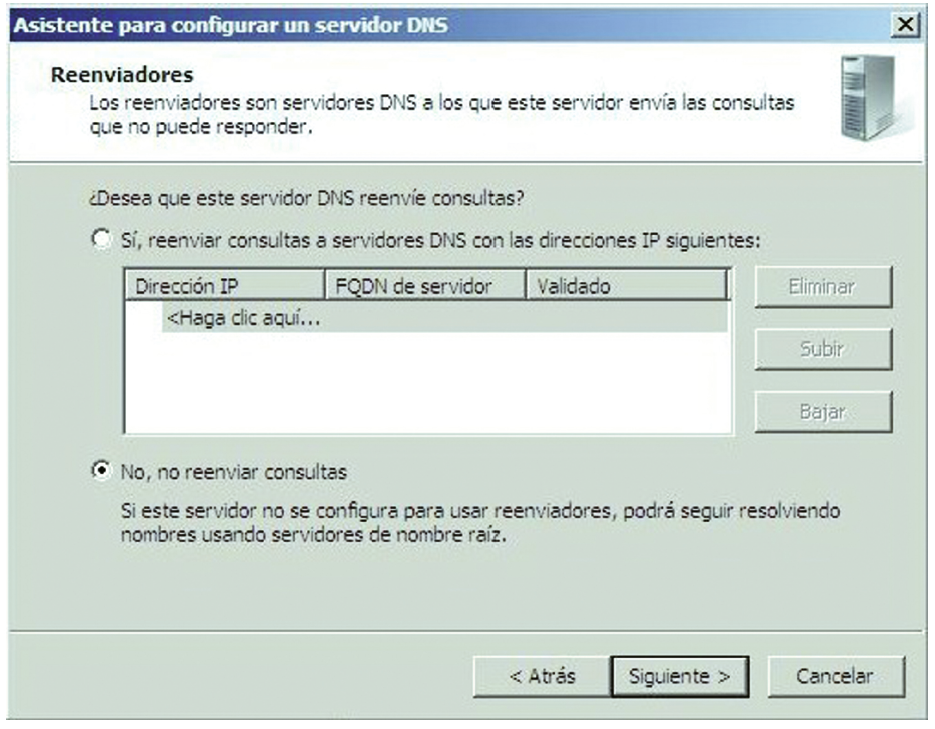 Asistente para configurar un servidor DNS
Reenviadores
Los reenviadores son servidores DNS a los que este servidor envía las consultas
que no puede responder.
¿Desea que este servidor DNS reenvíe consultas?
Sí, reenviar consultas a servidores DNS con las direcciones IP siguientes:
Dirección IP FQDN de servidor Validado
<Haga clic aquí...
Eliminar
Subir
Bajar
No, no reenviar consultas
Si este servidor no se configura para usar reenviadores, podrá seguir resolviendo
nombres usando servidores de nombre raíz.
< Atrás Siguiente > Cancelar